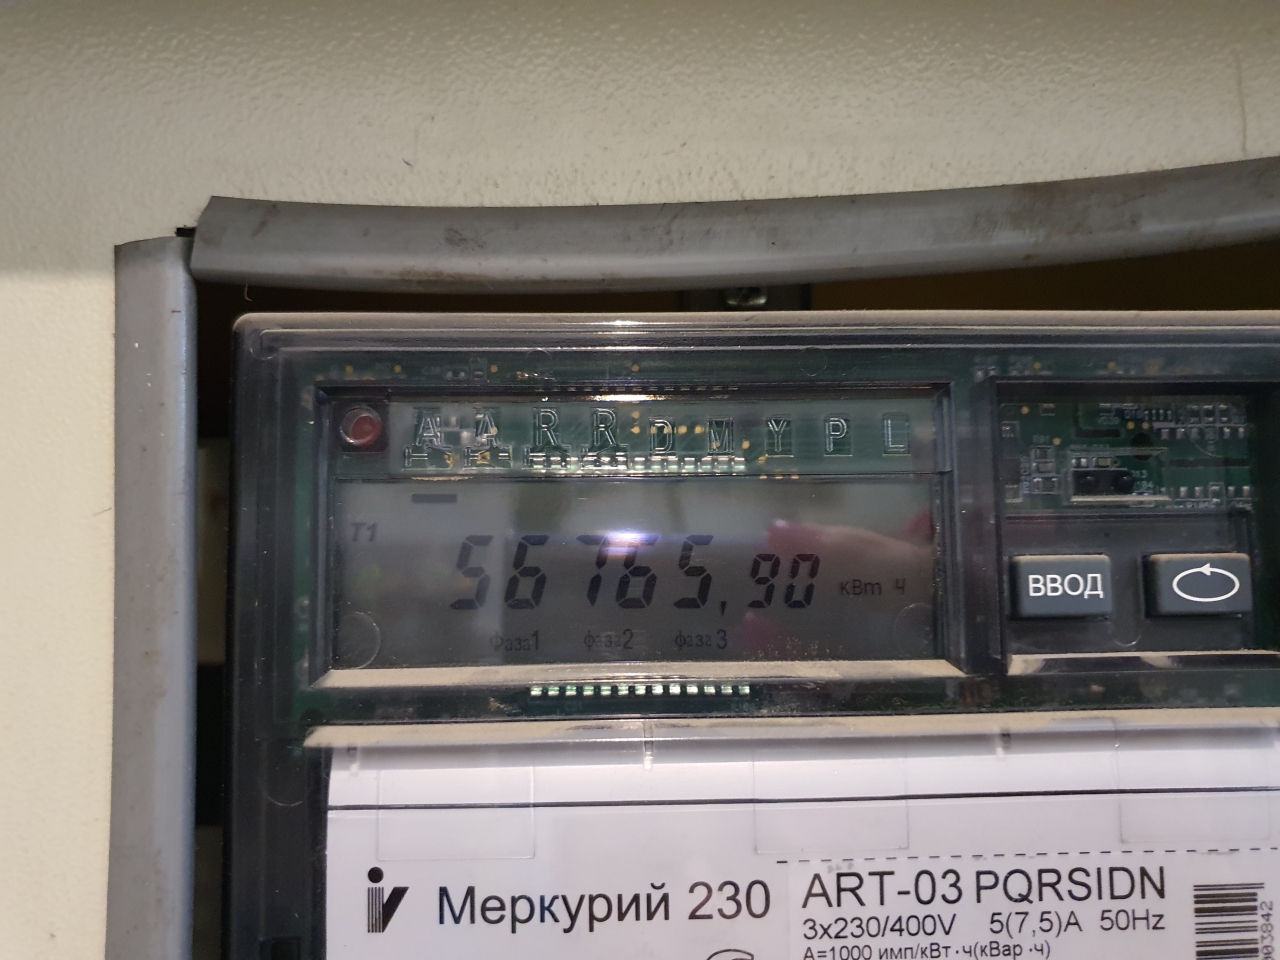 A A R R D M Y P L
T1
56765,90 кВт ч
фаза1 фаза2 фаза3
ВВОД
Меркурий 230
ART-03 PQRSIDN
3x230/400V 5(7,5)A 50Hz
A=1000 имп/кВт·ч(кВар·ч)
03842